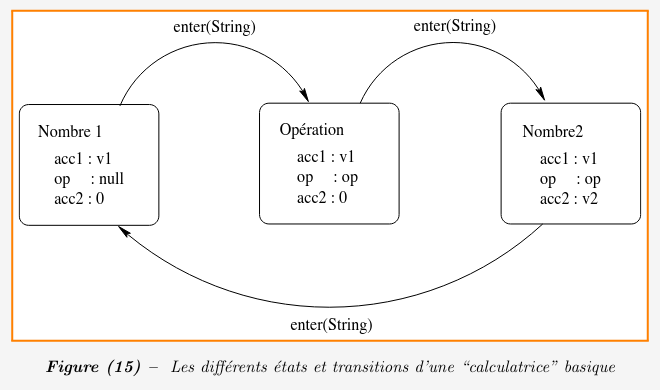 enter(String)
enter(String)
Nombre 1
acc1 : v1
op : null
acc2 : 0
Opération
acc1 : v1
op : op
acc2 : 0
Nombre2
acc1 : v1
op : op
acc2 : v2
enter(String)
Figure (15) – Les différents états et transitions d'une “calculatrice” basique